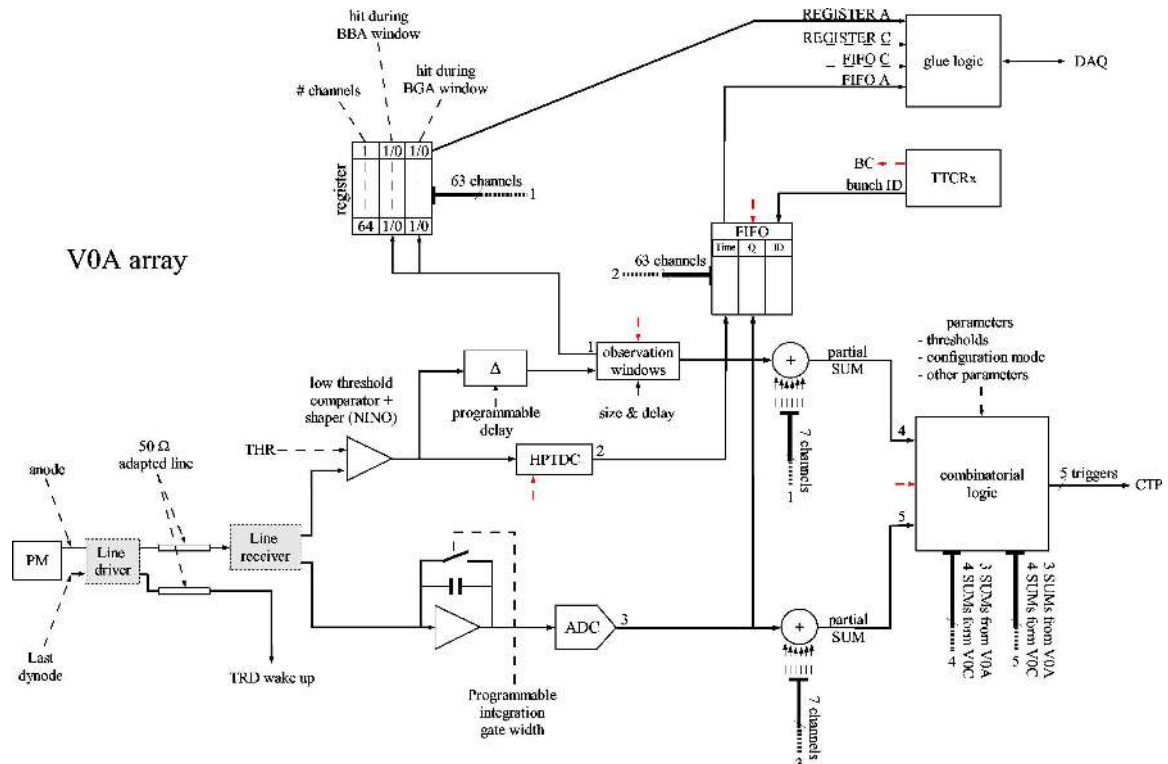 hit during
BBA window
hit during
BGA window
# channels
REGISTER A
REGISTER C
FIFO C
FIFO A
glue logic
DAQ
1 1/0 1/0
register
64 1/0 1/0
63 channels
1
BC
bunch ID
TTCRx
V0A array
FIFO
Time Q ID
63 channels
2
parameters
- thresholds
- configuration mode
- other parameters
1
observation
windows
size & delay
Δ
programmable
delay
low threshold
comparator +
shaper (NINO)
THR
HPTDC
2
+
partial
SUM
7 channels
1
4
combinatorial
logic
5
5 triggers
CTP
50 Ω
adapted line
anode
PM
Line
driver
Line
receiver
Last
dynode
TRD wake up
ADC
3
Programmable
integration
gate width
+
partial
SUM
7 channels
3
4
3 SUMs from V0A
4 SUMs form V0C
5
3 SUMs from V0A
4 SUMs form V0C